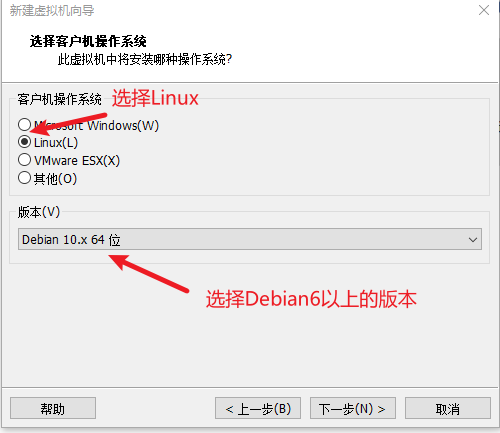 新建虚拟机向导
选择客户机操作系统
此虚拟机中将安装哪种操作系统?
客户机操作系统
选择Linux
Microsoft Windows(W)
Linux(L)
VMware ESX(X)
其他(O)
版本(V)
Debian 10.x 64 位
选择Debian6以上的版本
帮助
< 上一步(B)
下一步(N) >
取消